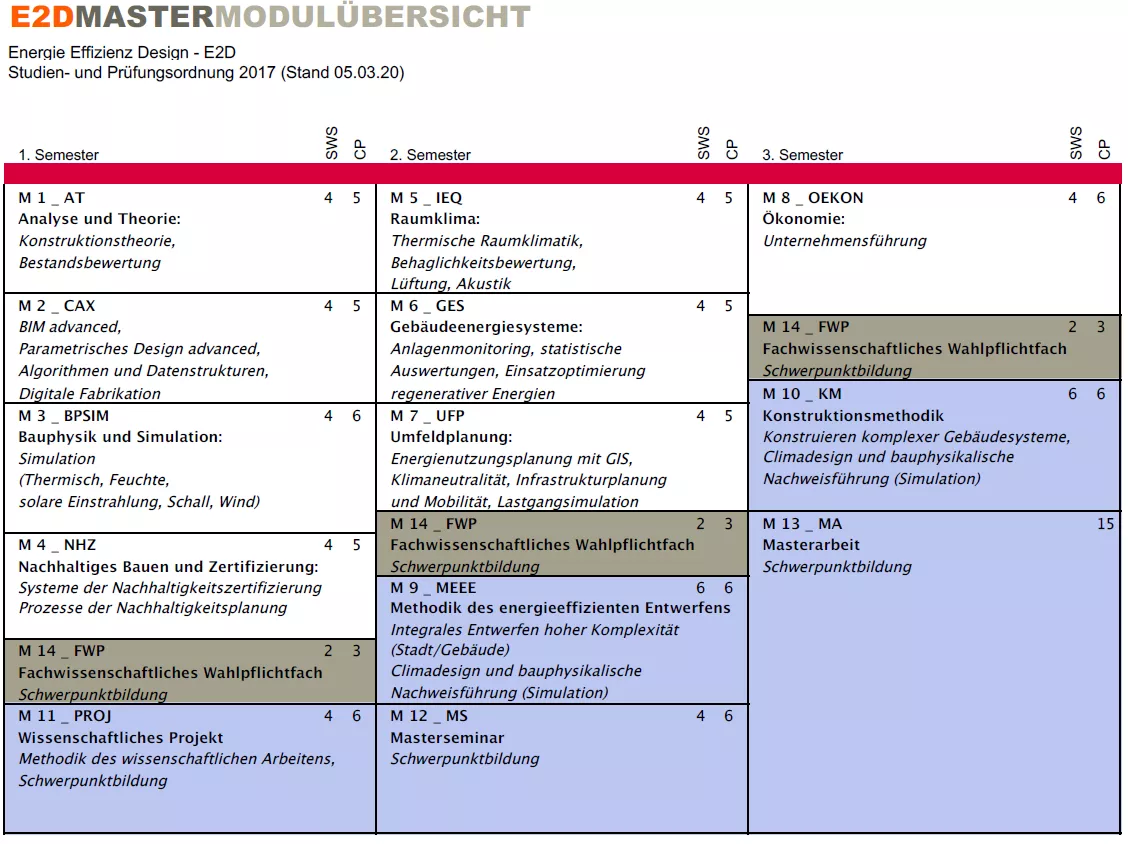 E2DMASTERMODULÜBERSICHT
Energie Effizienz Design - E2D
Studien- und Prüfungsordnung 2017 (Stand 05.03.20)
1. Semester SWS CP
M 1 _ AT 4 5
Analyse und Theorie:
Konstruktionstheorie,
Bestandsbewertung
M 2 _ CAX 4 5
BIM advanced,
Parametrisches Design advanced,
Algorithmen und Datenstrukturen,
Digitale Fabrikation
M 3 _ BPSIM 4 6
Bauphysik und Simulation:
Simulation
(Thermisch, Feuchte,
solare Einstrahlung, Schall, Wind)
M 4 _ NHZ 4 5
Nachhaltiges Bauen und Zertifizierung:
Systeme der Nachhaltigkeitszertifizierung
Prozesse der Nachhaltigkeitsplanung
M 14 _ FWP 2 3
Fachwissenschaftliches Wahlpflichtfach
Schwerpunktbildung
M 11 _ PROJ 4 6
Wissenschaftliches Projekt
Methodik des wissenschaftlichen Arbeitens,
Schwerpunktbildung
2. Semester SWS CP
M 5 _ IEQ 4 5
Raumklima:
Thermische Raumklimatik,
Behaglichkeitsbewertung,
Lüftung, Akustik
M 6 _ GES 4 5
Gebäudeenergiesysteme:
Anlagenmonitoring, statistische
Auswertungen, Einsatzoptimierung
regenerativer Energien
M 7 _ UFP 4 5
Umfeldplanung:
Energienutzungsplanung mit GIS,
Klimaneutralität, Infrastrukturplanung
und Mobilität, Lastgangsimulation
M 14 _ FWP 2 3
Fachwissenschaftliches Wahlpflichtfach
Schwerpunktbildung
M 9 _ MEEE 6 6
Methodik des energieeffizienten Entwerfens
Integrales Entwerfen hoher Komplexität
(Stadt/Gebäude)
Climadesign und bauphysikalische
Nachweisführung (Simulation)
M 12 _ MS 4 6
Masterseminar
Schwerpunktbildung
3. Semester SWS CP
M 8 _ OEKON 4 6
Ökonomie:
Unternehmensführung
M 14 _ FWP 2 3
Fachwissenschaftliches Wahlpflichtfach
Schwerpunktbildung
M 10 _ KM 6 6
Konstruktionsmethodik
Konstruieren komplexer Gebäudesysteme,
Climadesign und bauphysikalische
Nachweisführung (Simulation)
M 13 _ MA 15
Masterarbeit
Schwerpunktbildung